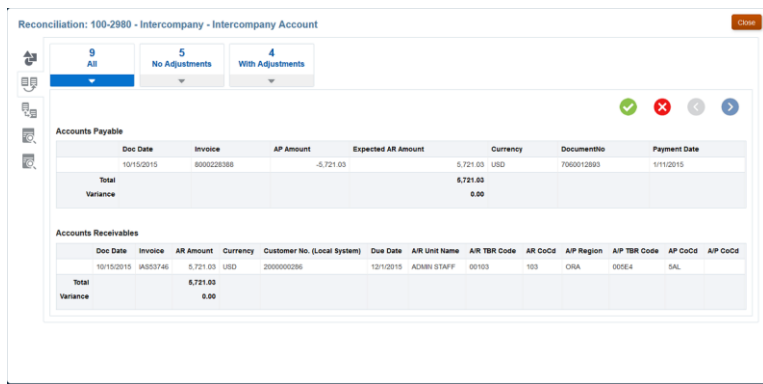 Reconciliation: 100-2980 - Intercompany - Intercompany Account
Close
9 5 4
All No Adjustments With Adjustments
Accounts Payable
Doc Date Invoice AP Amount Expected AR Amount Currency DocumentNo Payment Date
10/15/2015 8000228388 -5,721.03 5,721.03 USD 7060012893 1/11/2015
Total 5,721.03
Variance 0.00
Accounts Receivables
Doc Date Invoice AR Amount Currency Customer No. (Local System) Due Date A/R Unit Name A/R TBR Code AR CoCd A/P Region A/P TBR Code AP CoCd A/P CoCd
10/15/2015 IAS53746 5,721.03 USD 2000000286 12/1/2015 ADMIN STAFF 00103 103 ORA 005E4 5AL
Total 5,721.03
Variance 0.00